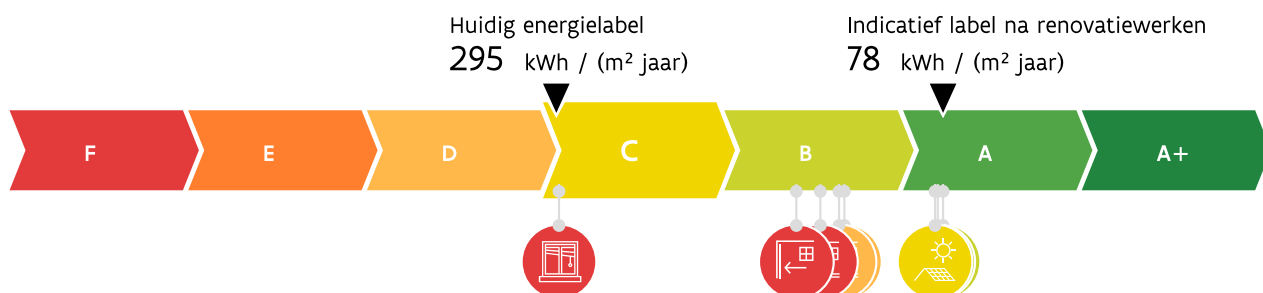 Huidig energielabel
295 kWh / (m² jaar)
Indicatief label na renovatiewerken
78 kWh / (m² jaar)
F E D C B A A+